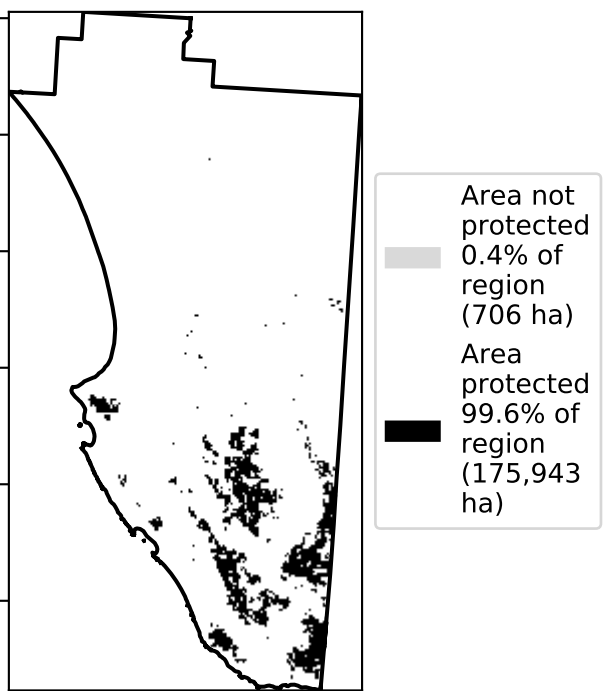 Area not
protected
0.4% of
region
(706 ha)
Area
protected
99.6% of
region
(175,943
ha)